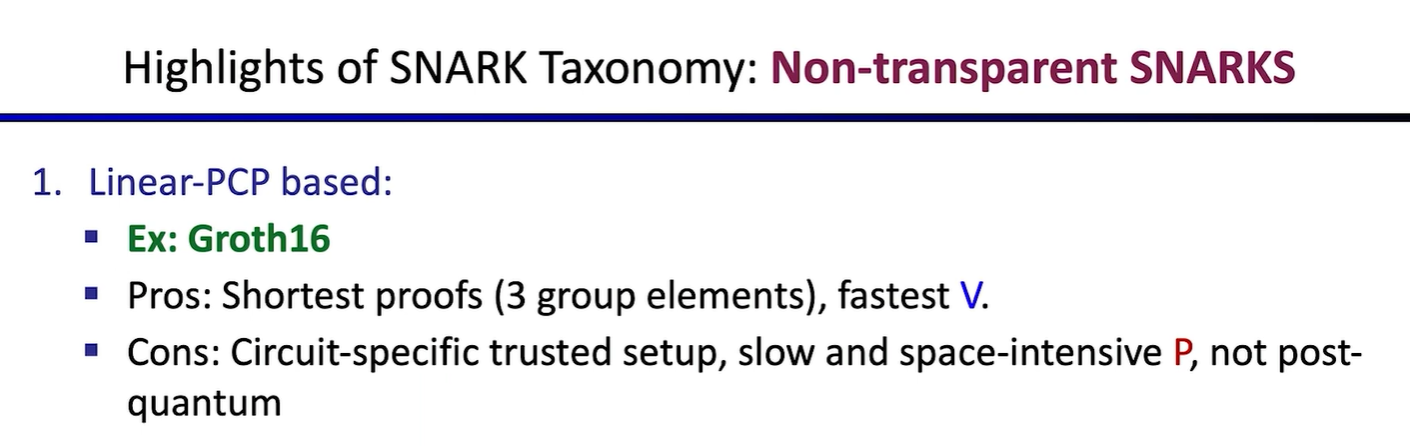 Highlights of SNARK Taxonomy: Non-transparent SNARKS
1. Linear-PCP based:
▪ Ex: Groth16
▪ Pros: Shortest proofs (3 group elements), fastest V.
▪ Cons: Circuit-specific trusted setup, slow and space-intensive P, not post-
quantum